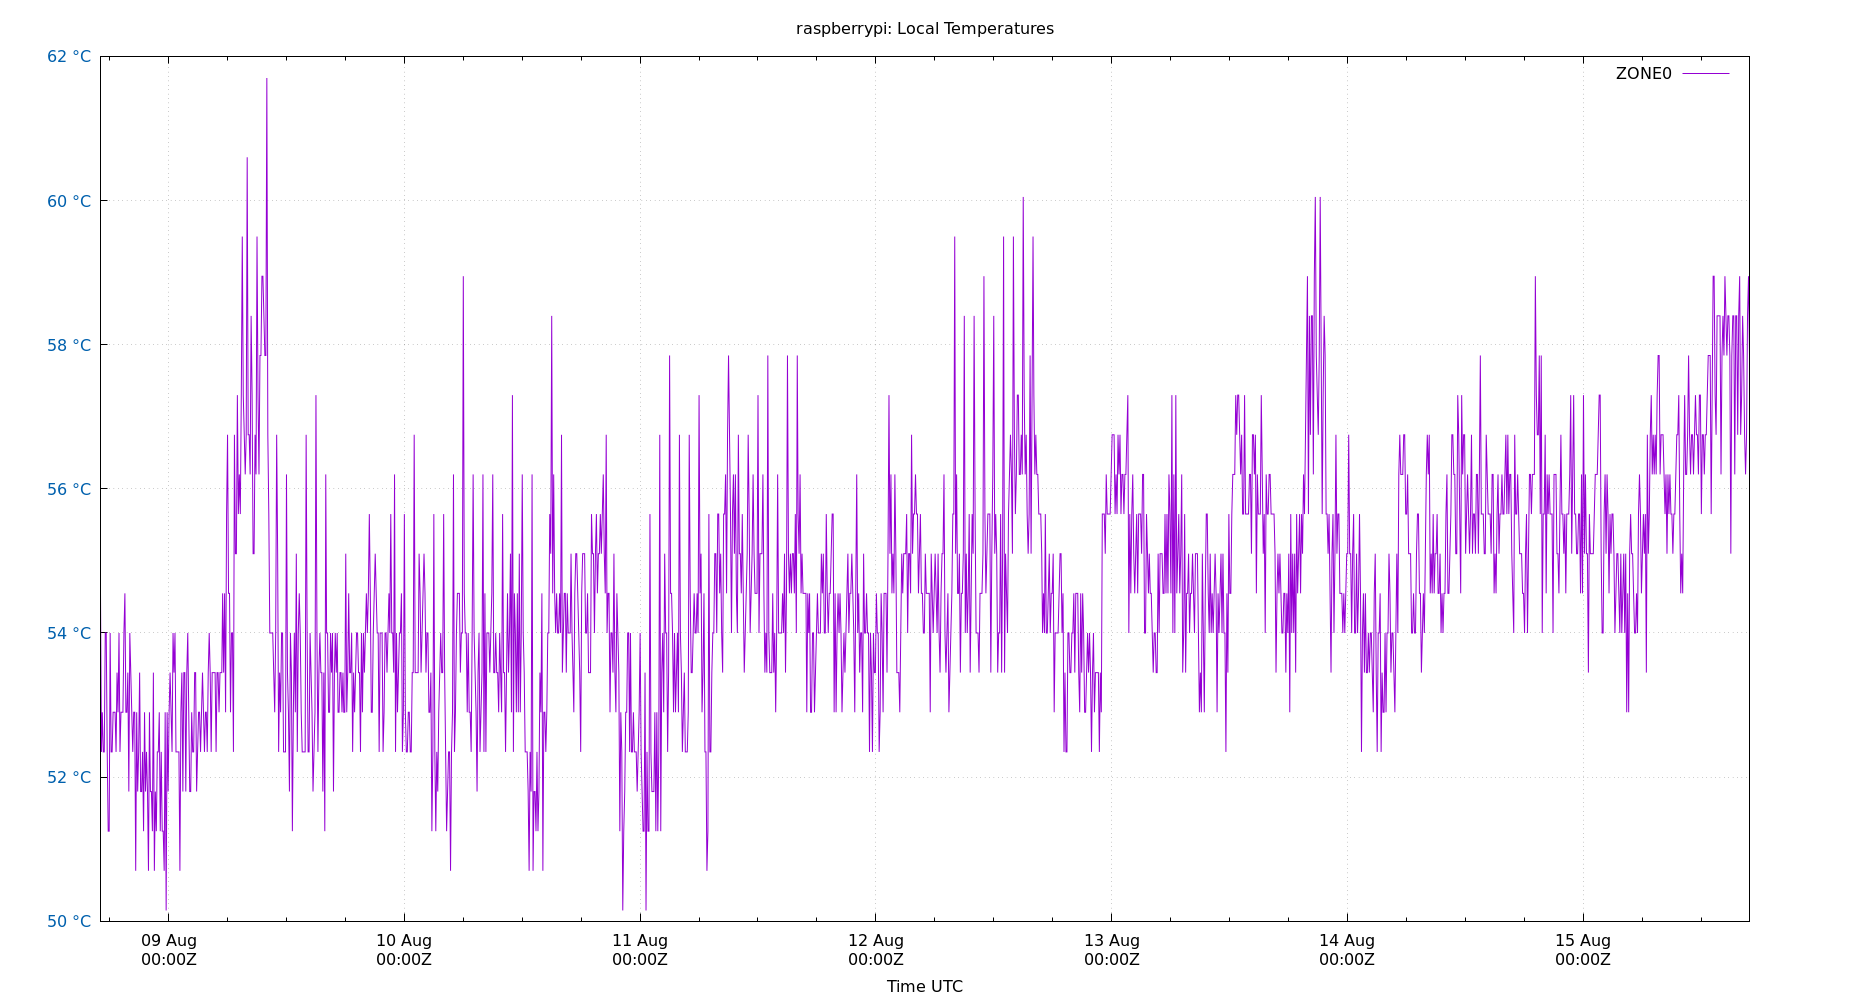 raspberrypi: Local Temperatures
62 °C
ZONE0
60 °C
58 °C
56 °C
54 °C
52 °C
50 °C
09 Aug 10 Aug 11 Aug 12 Aug 13 Aug 14 Aug 15 Aug
00:00Z 00:00Z 00:00Z 00:00Z 00:00Z 00:00Z 00:00Z
Time UTC